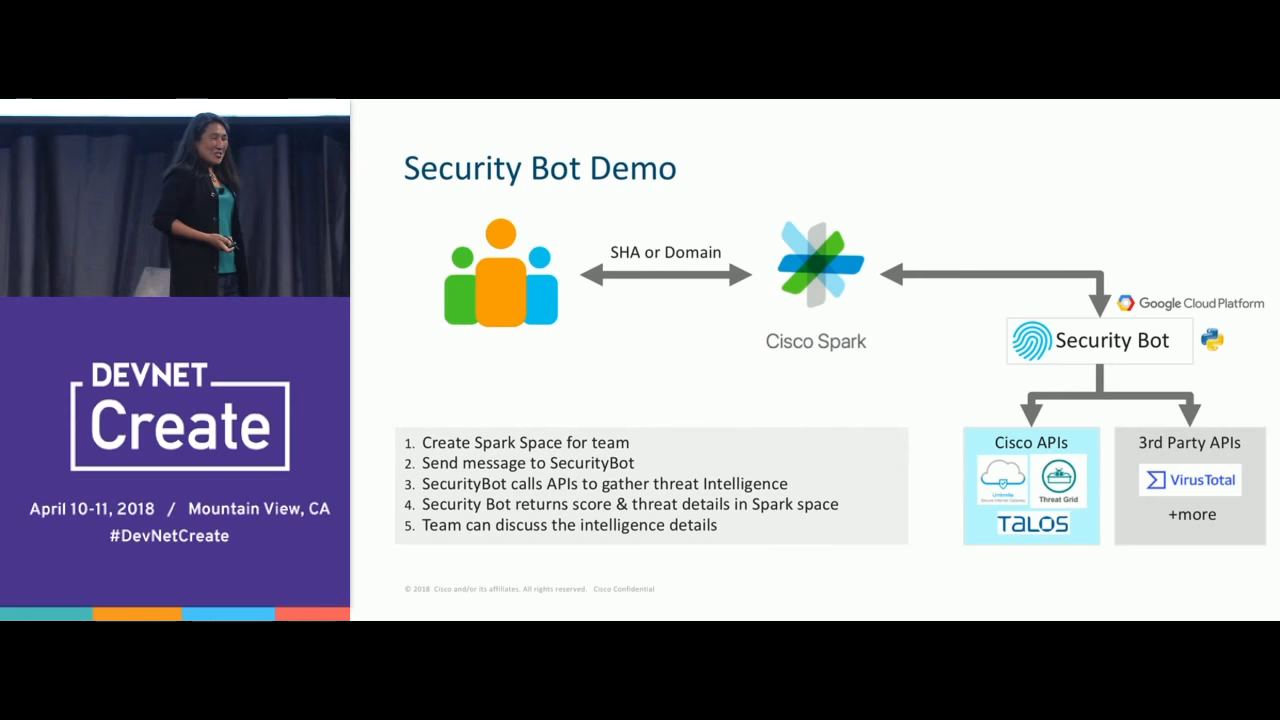 Security Bot Demo
SHA or Domain
Cisco Spark
Google Cloud Platform
Security Bot
Cisco APIs
Umbrella
Secure Internet Gateway
Threat Grid
TALOS
3rd Party APIs
VirusTotal
+more
1. Create Spark Space for team
2. Send message to SecurityBot
3. SecurityBot calls APIs to gather threat Intelligence
4. Security Bot returns score & threat details in Spark space
5. Team can discuss the intelligence details
© 2018 Cisco and/or its affiliates. All rights reserved. Cisco Confidential
DEVNET
Create
April 10-11, 2018 / Mountain View, CA
#DevNetCreate